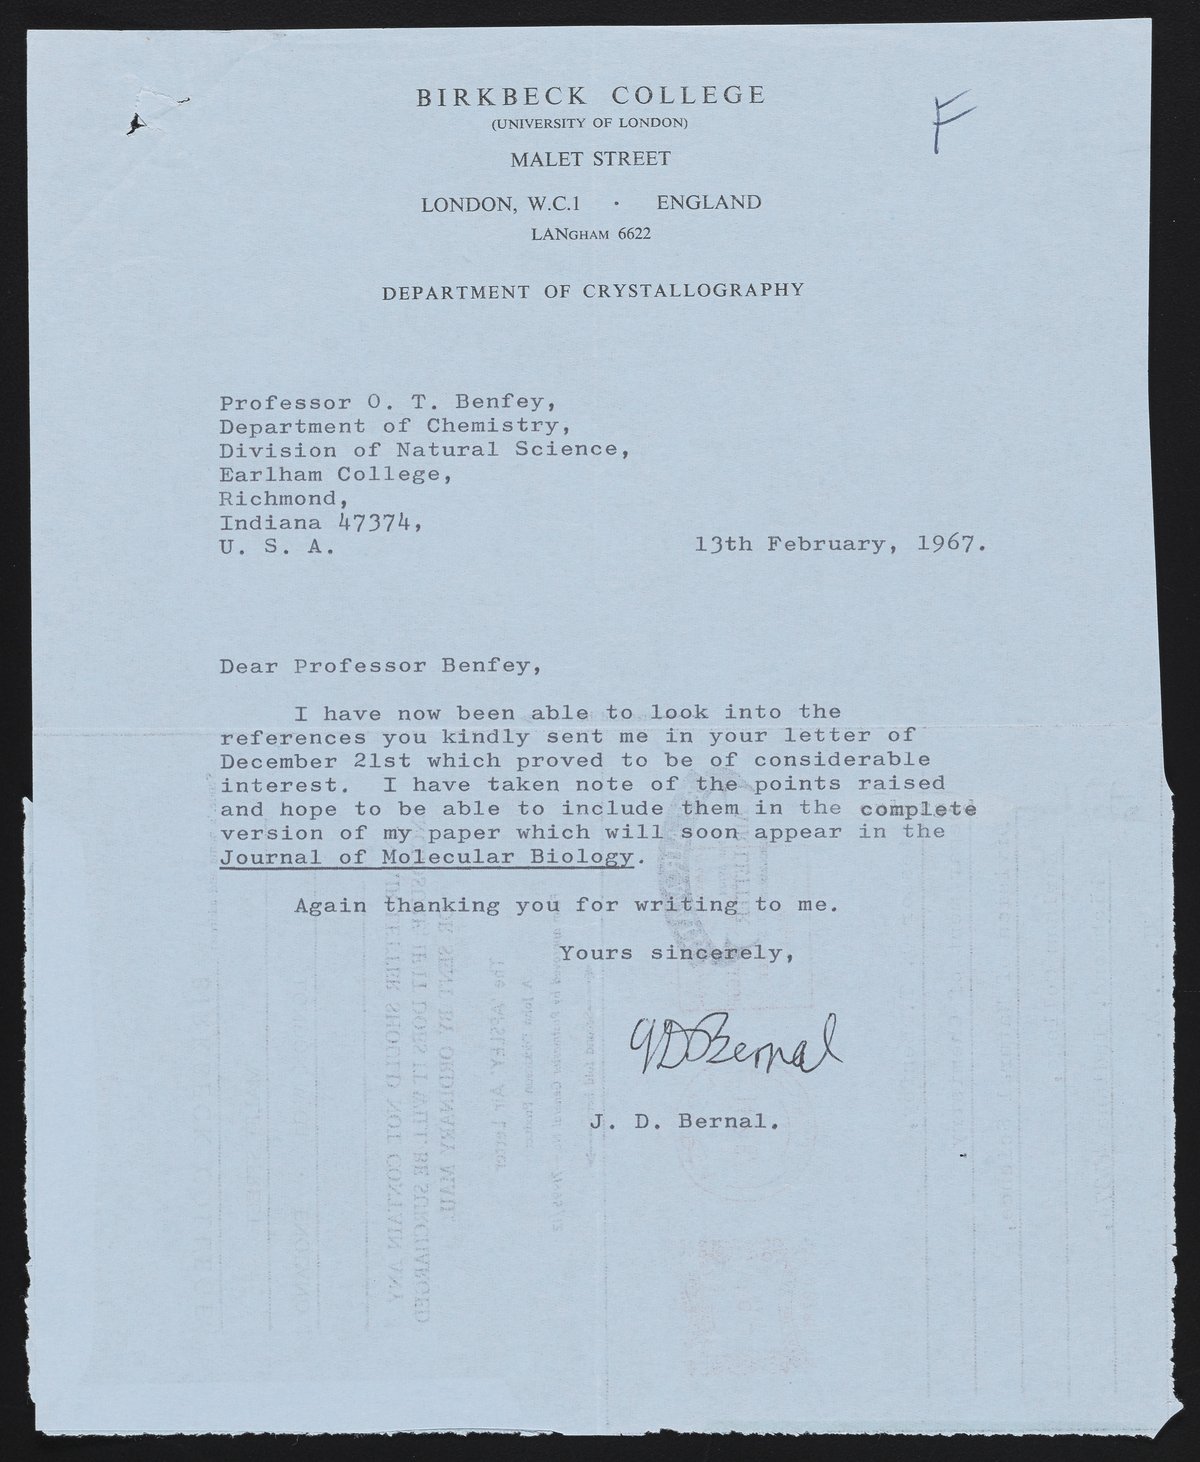 BIRKBECK COLLEGE
(UNIVERSITY OF LONDON)
F
MALET STREET
LONDON, W.C.1 · ENGLAND
LANGHAM 6622
DEPARTMENT OF CRYSTALLOGRAPHY
Professor O. T. Benfey,
Department of Chemistry,
Division of Natural Science,
Earlham College,
Richmond,
Indiana 47374,
U. S. A.
13th February, 1967.
Dear Professor Benfey,
I have now been able to look into the
references you kindly sent me in your letter of
December 21st which proved to be of considerable
interest. I have taken note of the points raised
and hope to be able to include them in the complete
version of my paper which will soon appear in the
Journal of Molecular Biology.
Again thanking you for writing to me.
Yours sincerely,
JDBernal
J. D. Bernal.